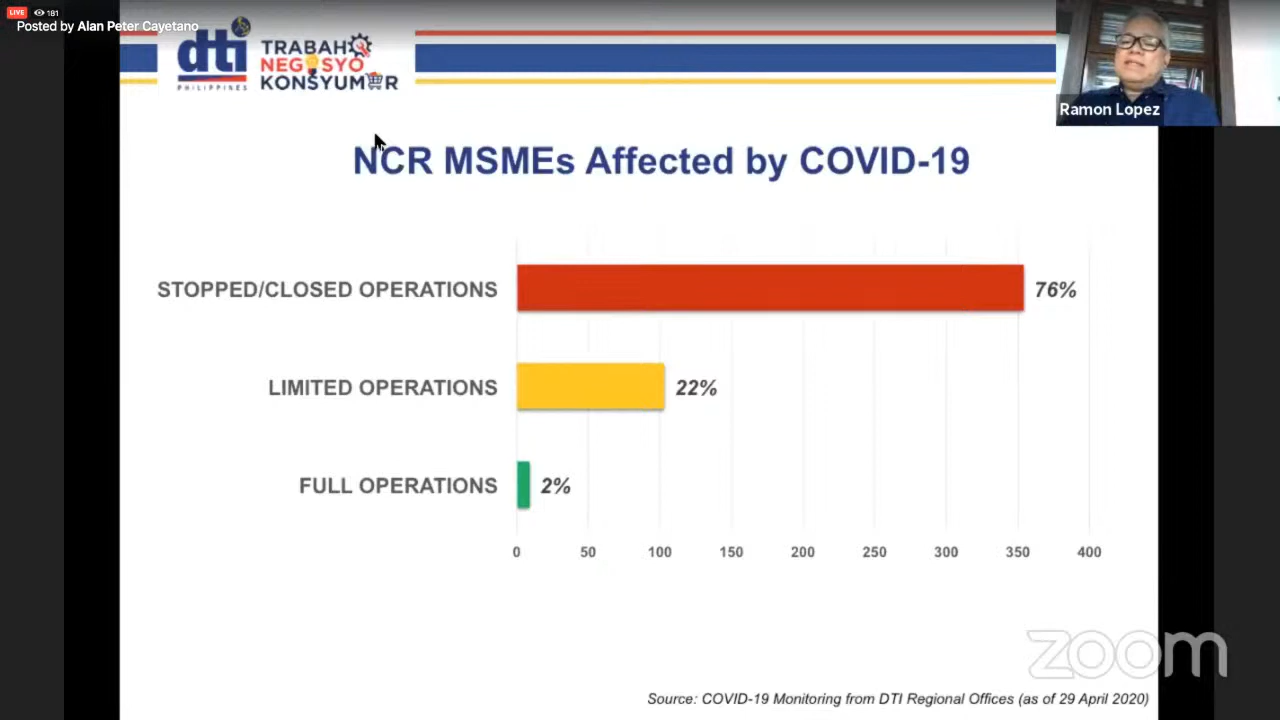 LIVE 181
Posted by Alan Peter Cayetano
dti
PHILIPPINES
TRABAHO
NEGOSYO
KONSYUMER
Ramon Lopez
NCR MSMEs Affected by COVID-19
STOPPED/CLOSED OPERATIONS 76%
LIMITED OPERATIONS 22%
FULL OPERATIONS 2%
0 50 100 150 200 250 300 350 400
zoom
Source: COVID-19 Monitoring from DTI Regional Offices (as of 29 April 2020)